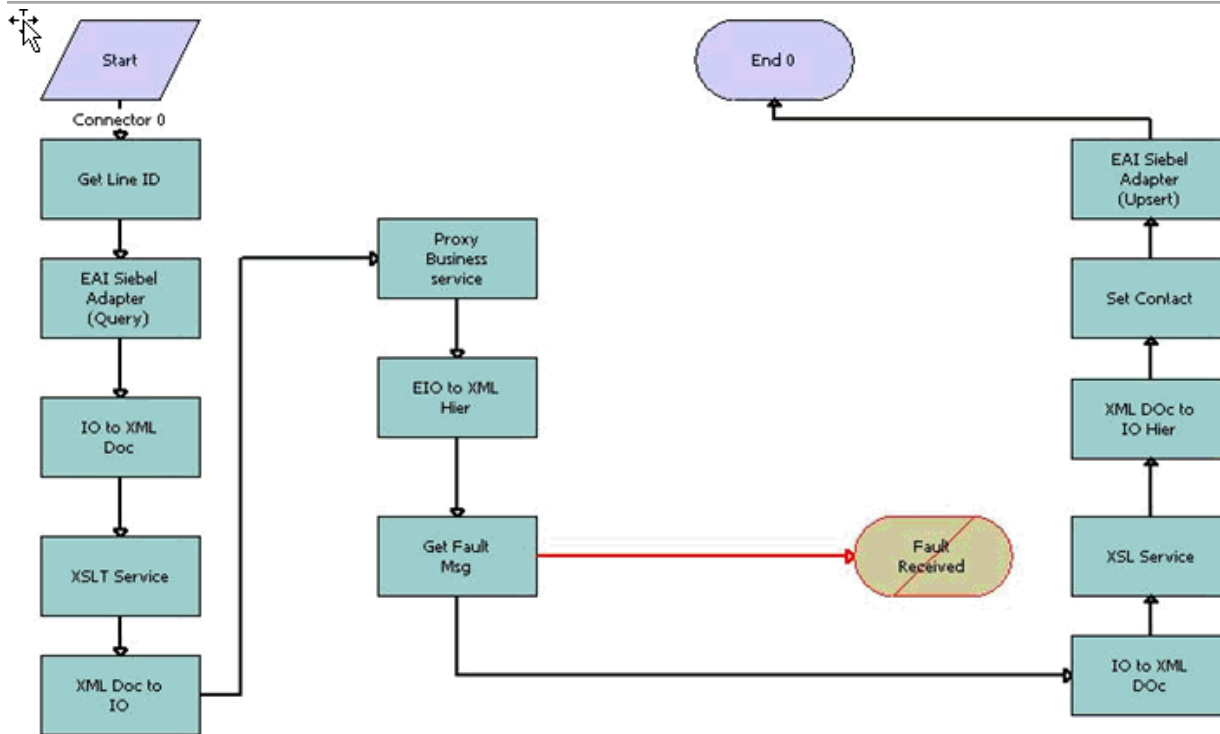 Start
Connector 0
Get Line ID
EAI Siebel
Adapter
(Query)
IO to XML
Doc
XSLT Service
XML Doc to
IO
Proxy
Business
service
EIO to XML
Hier
Get Fault
Msg
Fault
Received
IO to XML
DOc
XSL Service
XML DOc to
IO Hier
Set Contact
EAI Siebel
Adapter
(Upsert)
End 0